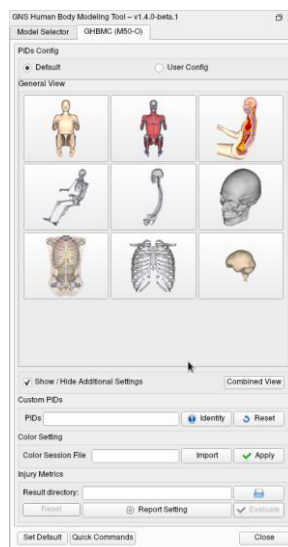 GNS Human Body Modeling Tool – v1.4.0-beta.1
Model Selector GHBMC (M50-O)
PIDs Config
Default User Config
General View
Show / Hide Additional Settings Combined View
Custom PIDs
PIDs Identify Reset
Color Setting
Color Session File Import Apply
Injury Metrics
Result directory:
Reset Report Setting Evaluate
Set Default Quick Commands Close